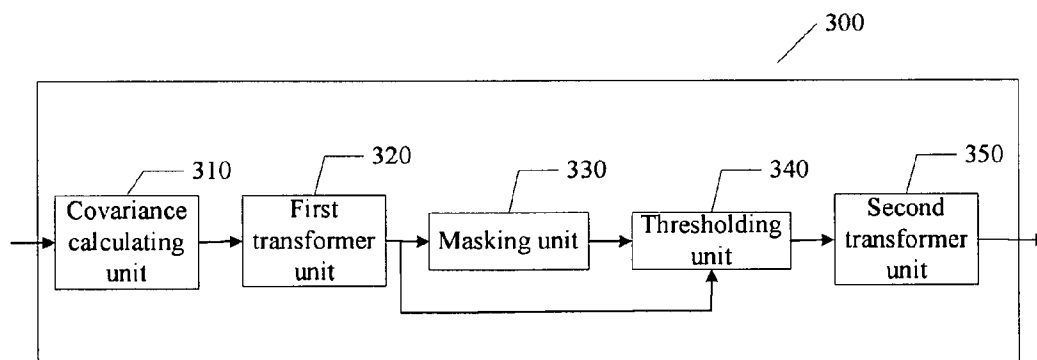 300
310
320
330
340
350
Covariance
calculating
unit
First
transformer
unit
Masking unit
Thresholding
unit
Second
transformer
unit